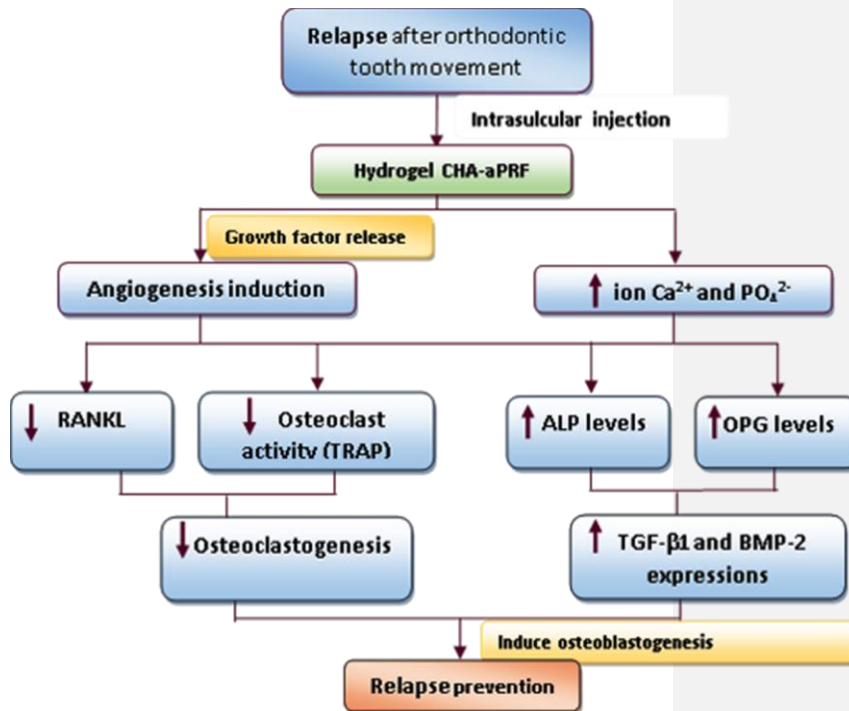 Relapse after orthodontic
tooth movement
Intrasulcular injection
Hydrogel CHA-aPRF
Growth factor release
Angiogenesis induction
ion Ca²⁺ and PO₄²⁻
RANKL
Osteoclast
activity (TRAP)
ALP levels
OPG levels
Osteoclastogenesis
TGF-β1 and BMP-2
expressions
Induce osteoblastogenesis
Relapse prevention